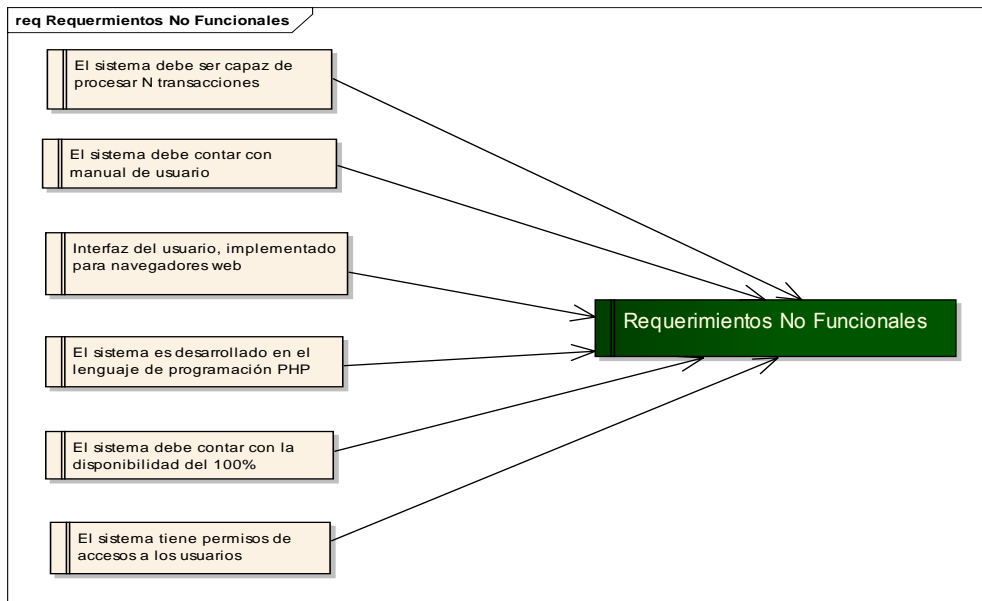 req Requermientos No Funcionales
El sistema debe ser capaz de
procesar N transacciones
El sistema debe contar con
manual de usuario
Interfaz del usuario, implementado
para navegadores web
Requerimientos No Funcionales
El sistema es desarrollado en el
lenguaje de programación PHP
El sistema debe contar con la
disponibilidad del 100%
El sistema tiene permisos de
accesos a los usuarios